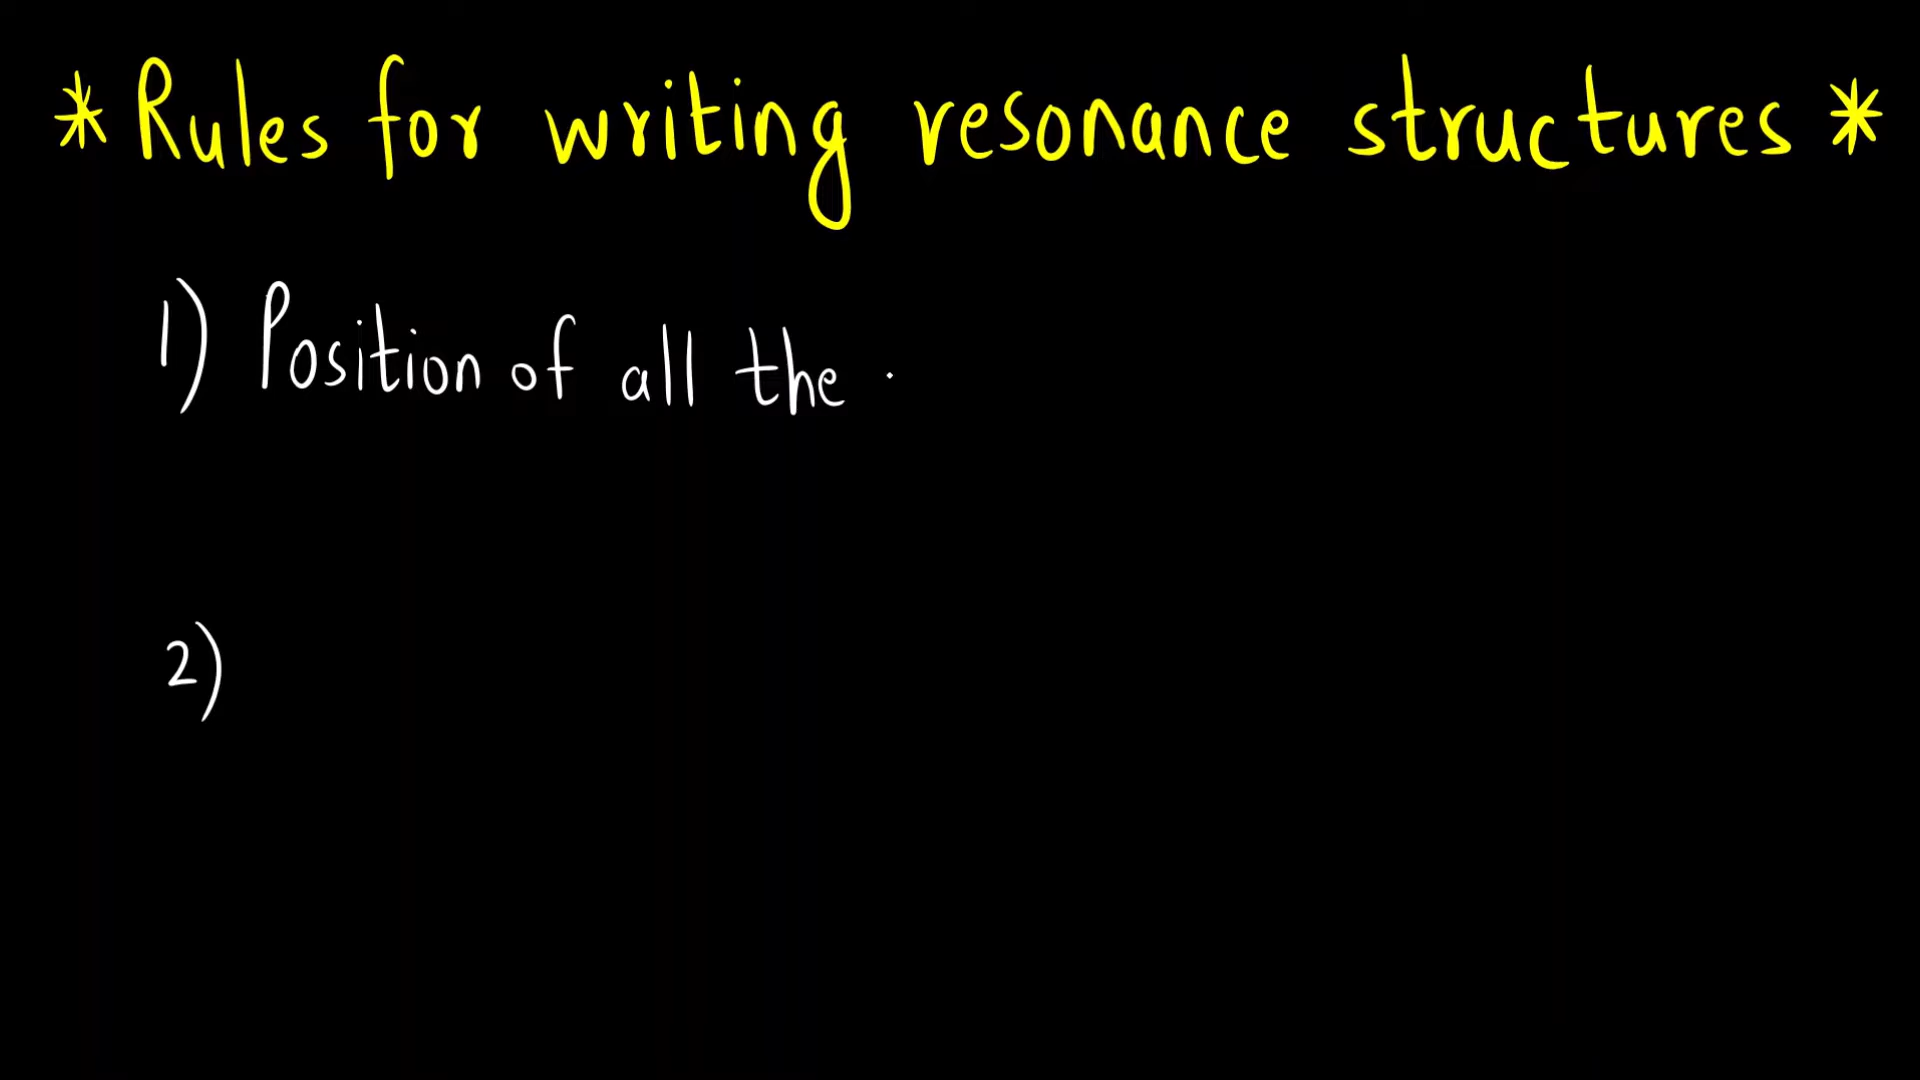 * Rules for writing resonance structures *
1) Position of all the
2)